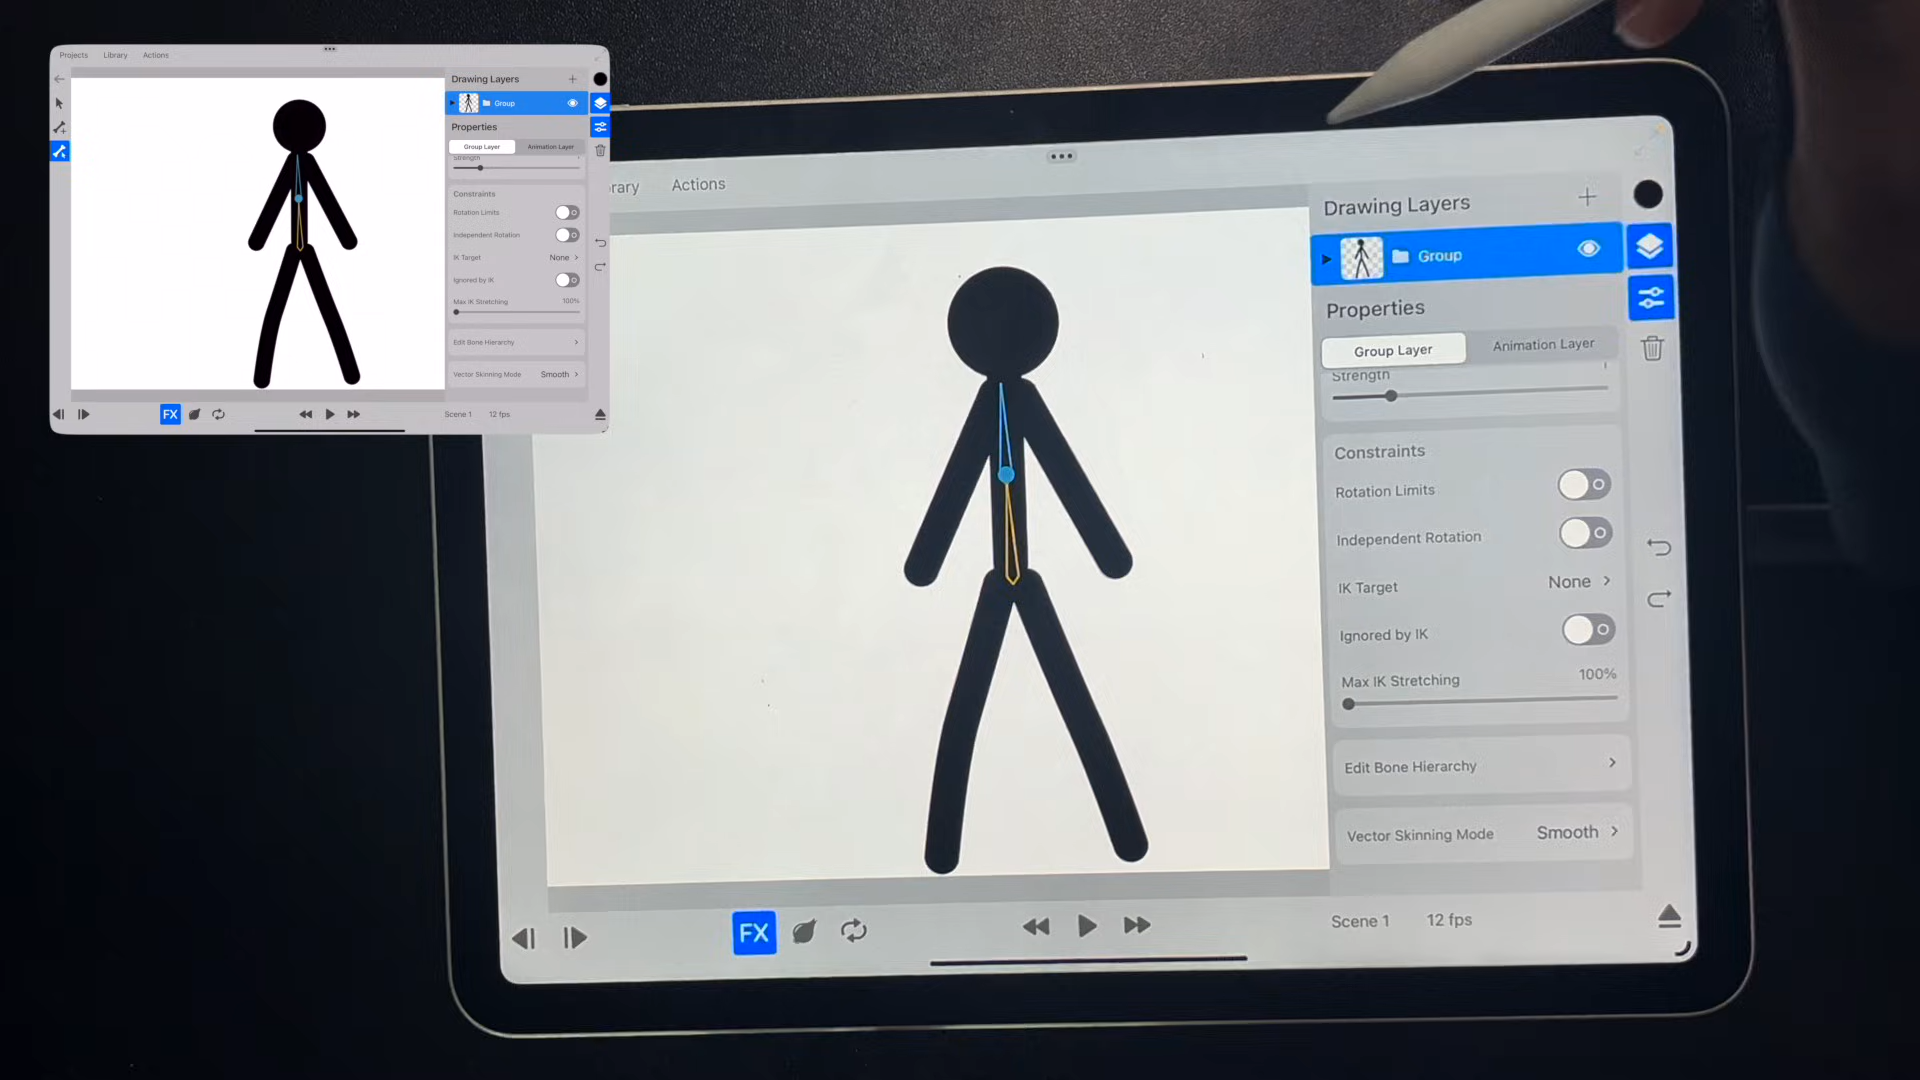 Projects Library Actions
Drawing Layers +
Group
Properties
Group Layer Animation Layer
Strength
Constraints
Rotation Limits
Independent Rotation
IK Target None >
Ignored by IK
Max IK Stretching 100%
Edit Bone Hierarchy >
Vector Skinning Mode Smooth >
FX Scene 1 12 fps
rary Actions
Drawing Layers +
Group
Properties
Group Layer Animation Layer
Strength
Constraints
Rotation Limits
Independent Rotation
IK Target None >
Ignored by IK
Max IK Stretching 100%
Edit Bone Hierarchy >
Vector Skinning Mode Smooth >
FX Scene 1 12 fps